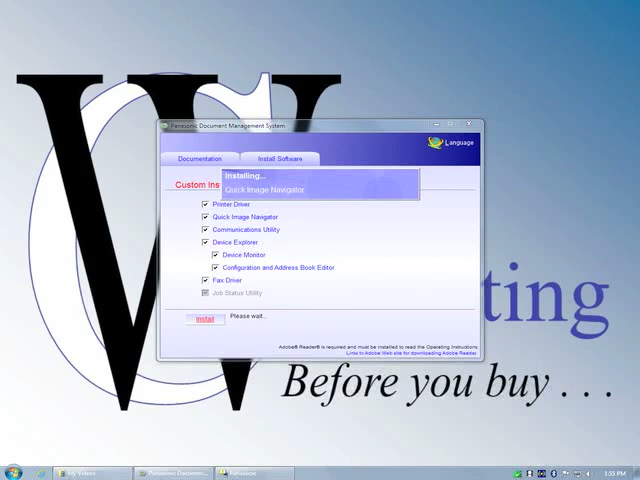 Panasonic Document Management System
Language
Documentation
Install Software
Installing...
Quick Image Navigator
Custom Ins
Printer Driver
Quick Image Navigator
Communications Utility
Device Explorer
Device Monitor
Configuration and Address Book Editor
Fax Driver
Job Status Utility
Install
Please wait...
Adobe® Reader® is required and must be installed to read the Operating Instructions.
Links to Adobe Web site for downloading Adobe Reader.
ting
Before you buy . . .
My Videos
Panasonic Documen...
Panasonic
1:55 PM